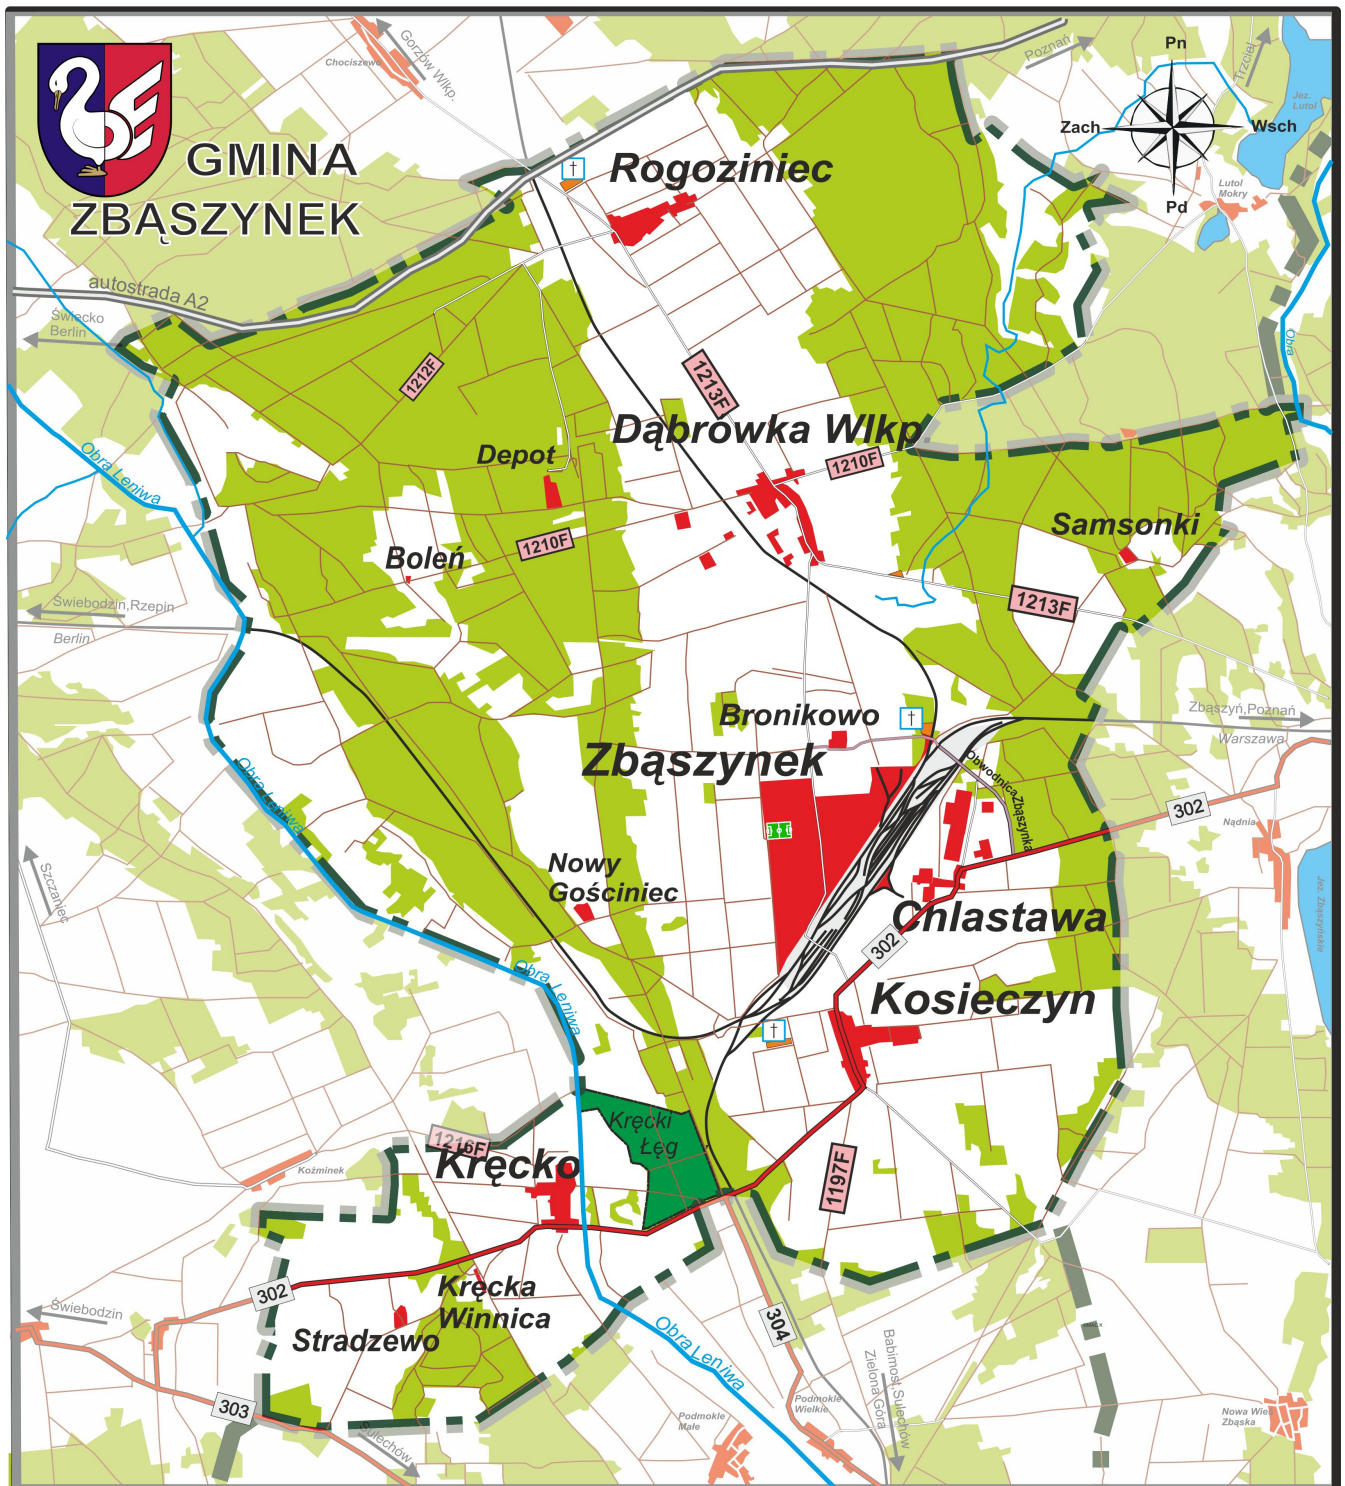 GMINA
ZBĄSZYNEK
Chociszewo
Gorzów Wlkp.
Poznań
Trzciel
Pn
Zach
Wsch
Pd
Jez.
Lutol
Lutol
Mokry
Obra
Rogoziniec
autostrada A2
Świecko
Berlin
1212F
1213F
Dąbrówka Wlkp
1210F
Depot
1210F
Boleń
Obra Leniwa
Samsonki
1213F
Świebodzin,Rzepin
Berlin
Bronikowo
Zbąszynek
Zbąszyń,Poznań
Warszawa
Obwodnica Zbąszynka
302
Nądnia
Jez. Zbąszyńskie
Obra Leniwa
Szczaniec
Nowy
Gościniec
Chlastawa
302
Kosieczyn
Obra Leniwa
Kręcki
Łęg
1216F
Kręcko
Koźminek
1197F
302
Świebodzin
Kręcka
Winnica
Stradzewo
303
Sulechów
Obra Leniwa
304
Babimost,Sulechów
Zielona Góra
Podmokle
Małe
Podmokle
Wielkie
Nowa Wieś
Zbąska